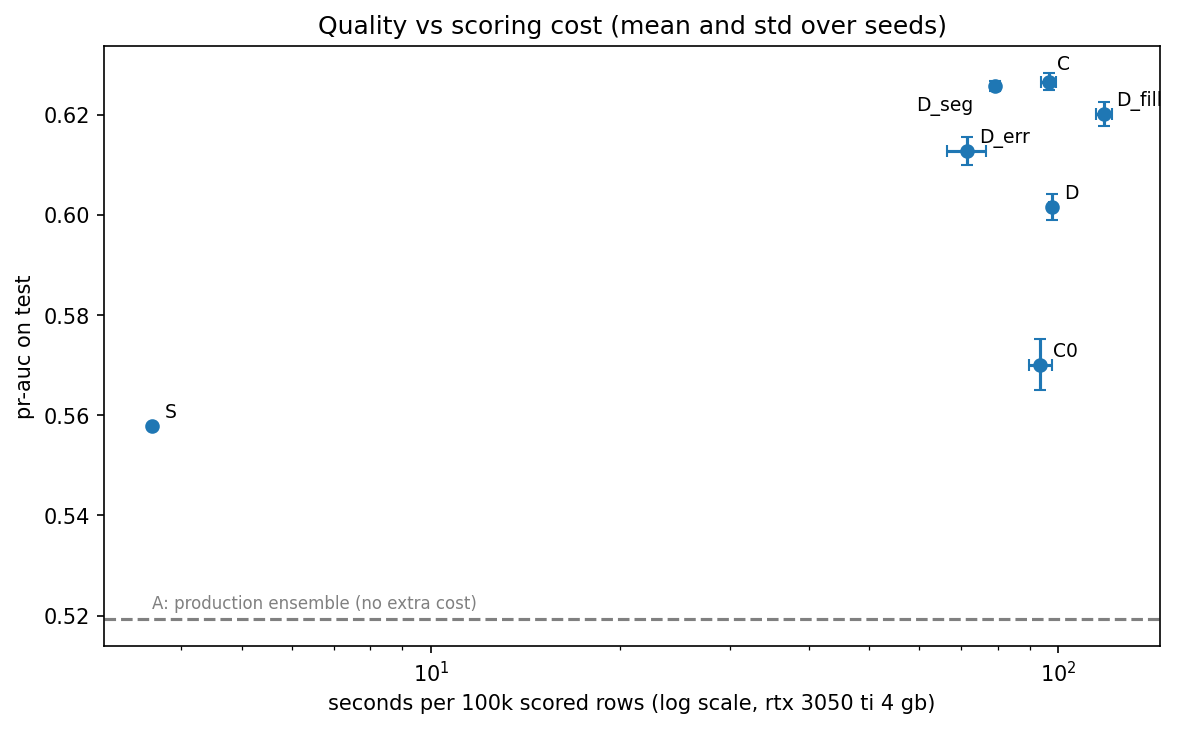 Quality vs scoring cost (mean and std over seeds)
C
D_seg
D_fill
D_err
D
C0
S
A: production ensemble (no extra cost)
pr-auc on test
0.62
0.60
0.58
0.56
0.54
0.52
10¹
10²
seconds per 100k scored rows (log scale, rtx 3050 ti 4 gb)